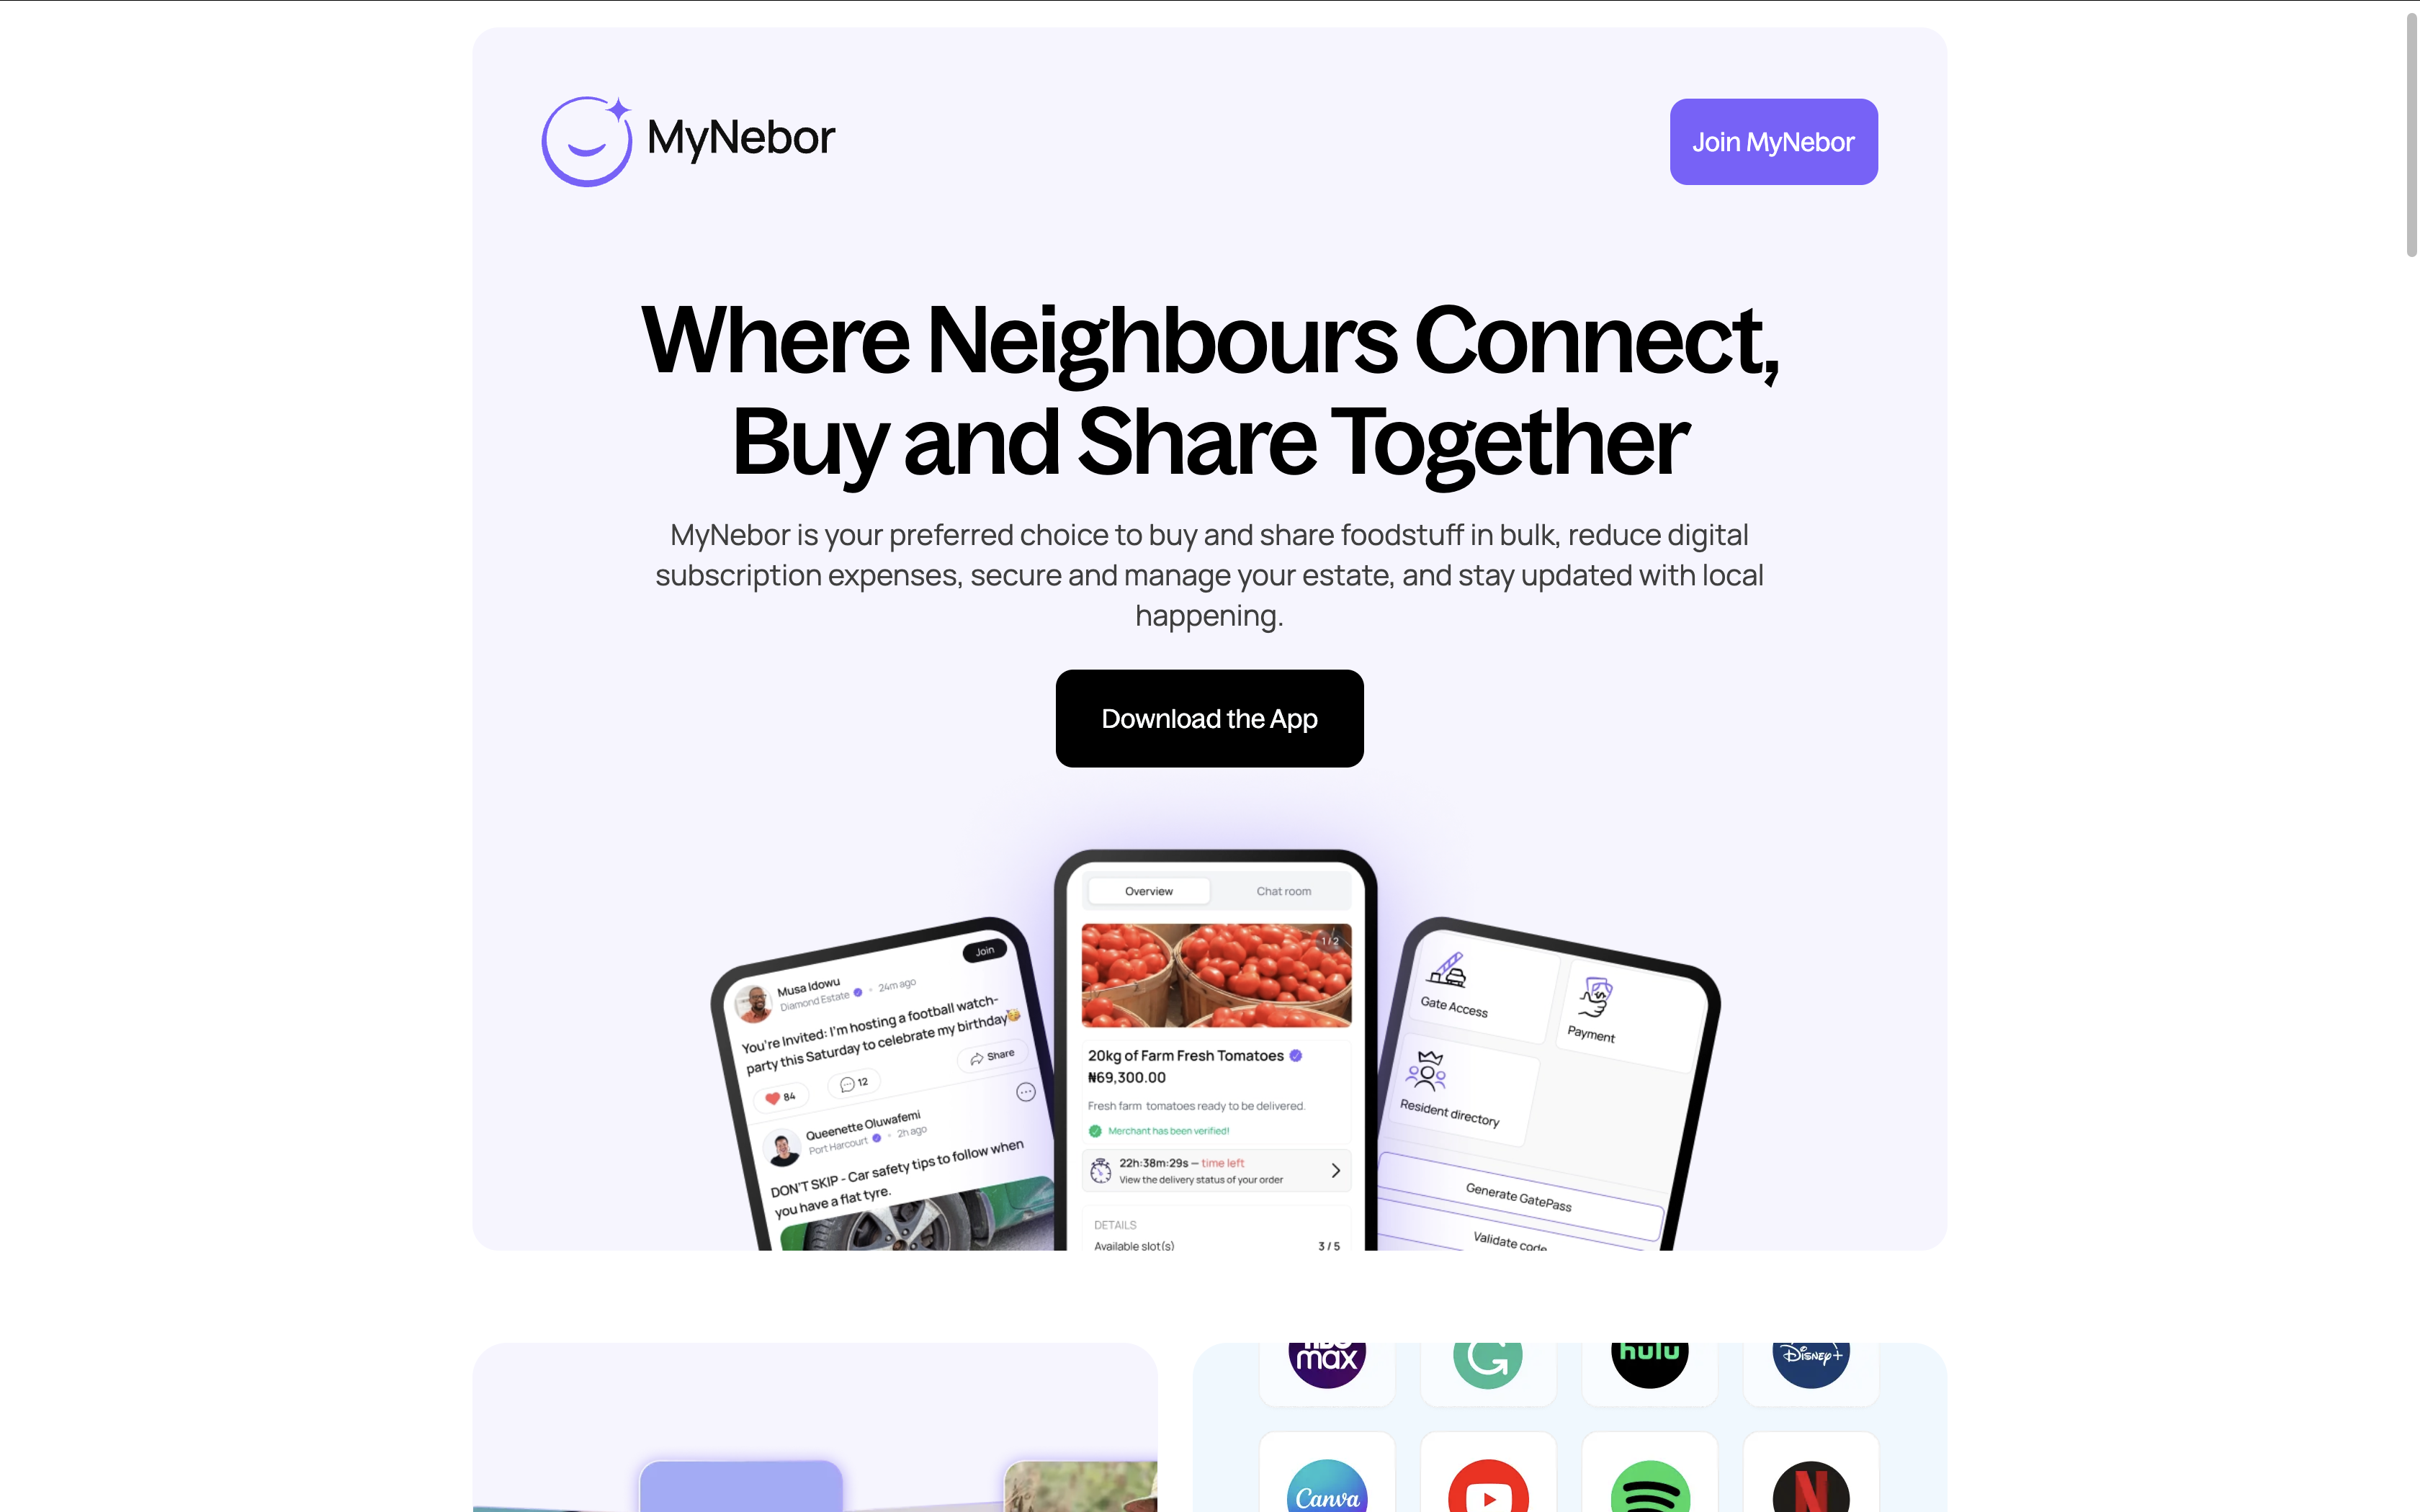 MyNebor
Join MyNebor
Where Neighbours Connect,
Buy and Share Together
MyNebor is your preferred choice to buy and share foodstuff in bulk, reduce digital
subscription expenses, secure and manage your estate, and stay updated with local
happening.
Download the App
Join
Musa Idowu
Diamond Estate • 24m ago
You're Invited: I'm hosting a football watch-
party this Saturday to celebrate my birthday🥳
84
12
Share
Queenette Oluwafemi
Port Harcourt • 2h ago
DON'T SKIP - Car safety tips to follow when
you have a flat tyre.
Overview
Chat room
1/2
20kg of Farm Fresh Tomatoes
₦69,300.00
Fresh farm tomatoes ready to be delivered.
Merchant has been verified!
22h:38m:29s – time left
View the delivery status of your order
DETAILS
Available slot(s)
3 / 5
Gate Access
Payment
Resident directory
Generate GatePass
Validate code
max
hulu
Disney+
Canva